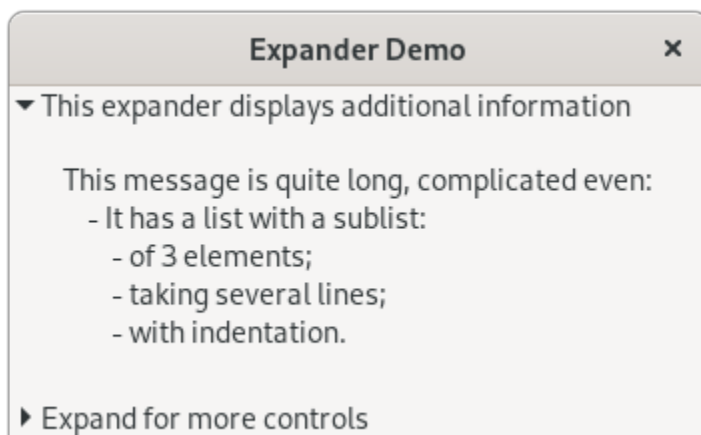 Expander Demo
This expander displays additional information
This message is quite long, complicated even:
- It has a list with a sublist:
- of 3 elements;
- taking several lines;
- with indentation.
Expand for more controls